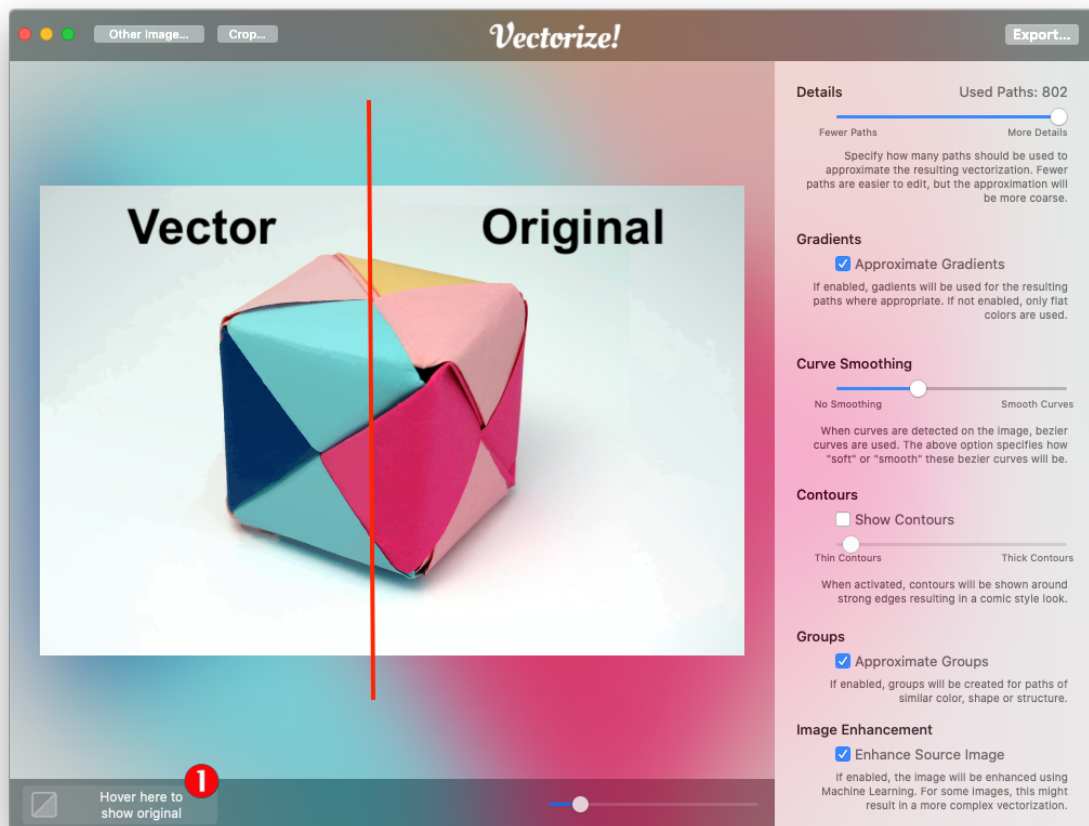 Other Image...
Crop...
Vectorize!
Export...
Vector
Original
Hover here to
show original
1
Details
Used Paths: 802
Fewer Paths
More Details
Specify how many paths should be used to
approximate the resulting vectorization. Fewer
paths are easier to edit, but the approximation will
be more coarse.
Gradients
Approximate Gradients
If enabled, gadients will be used for the resulting
paths where appropriate. If not enabled, only flat
colors are used.
Curve Smoothing
No Smoothing
Smooth Curves
When curves are detected on the image, bezier
curves are used. The above option specifies how
"soft" or "smooth" these bezier curves will be.
Contours
Show Contours
Thin Contours
Thick Contours
When activated, contours will be shown around
strong edges resulting in a comic style look.
Groups
Approximate Groups
If enabled, groups will be created for paths of
similar color, shape or structure.
Image Enhancement
Enhance Source Image
If enabled, the image will be enhanced using
Machine Learning. For some images, this might
result in a more complex vectorization.